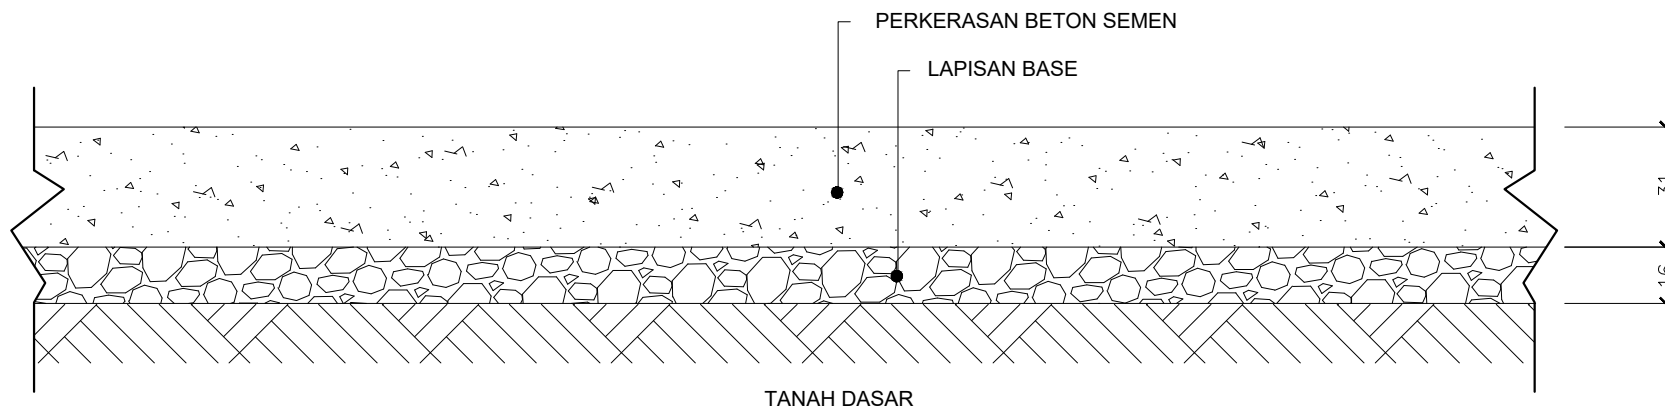 PERKERASAN BETON SEMEN
LAPISAN BASE
TANAH DASAR